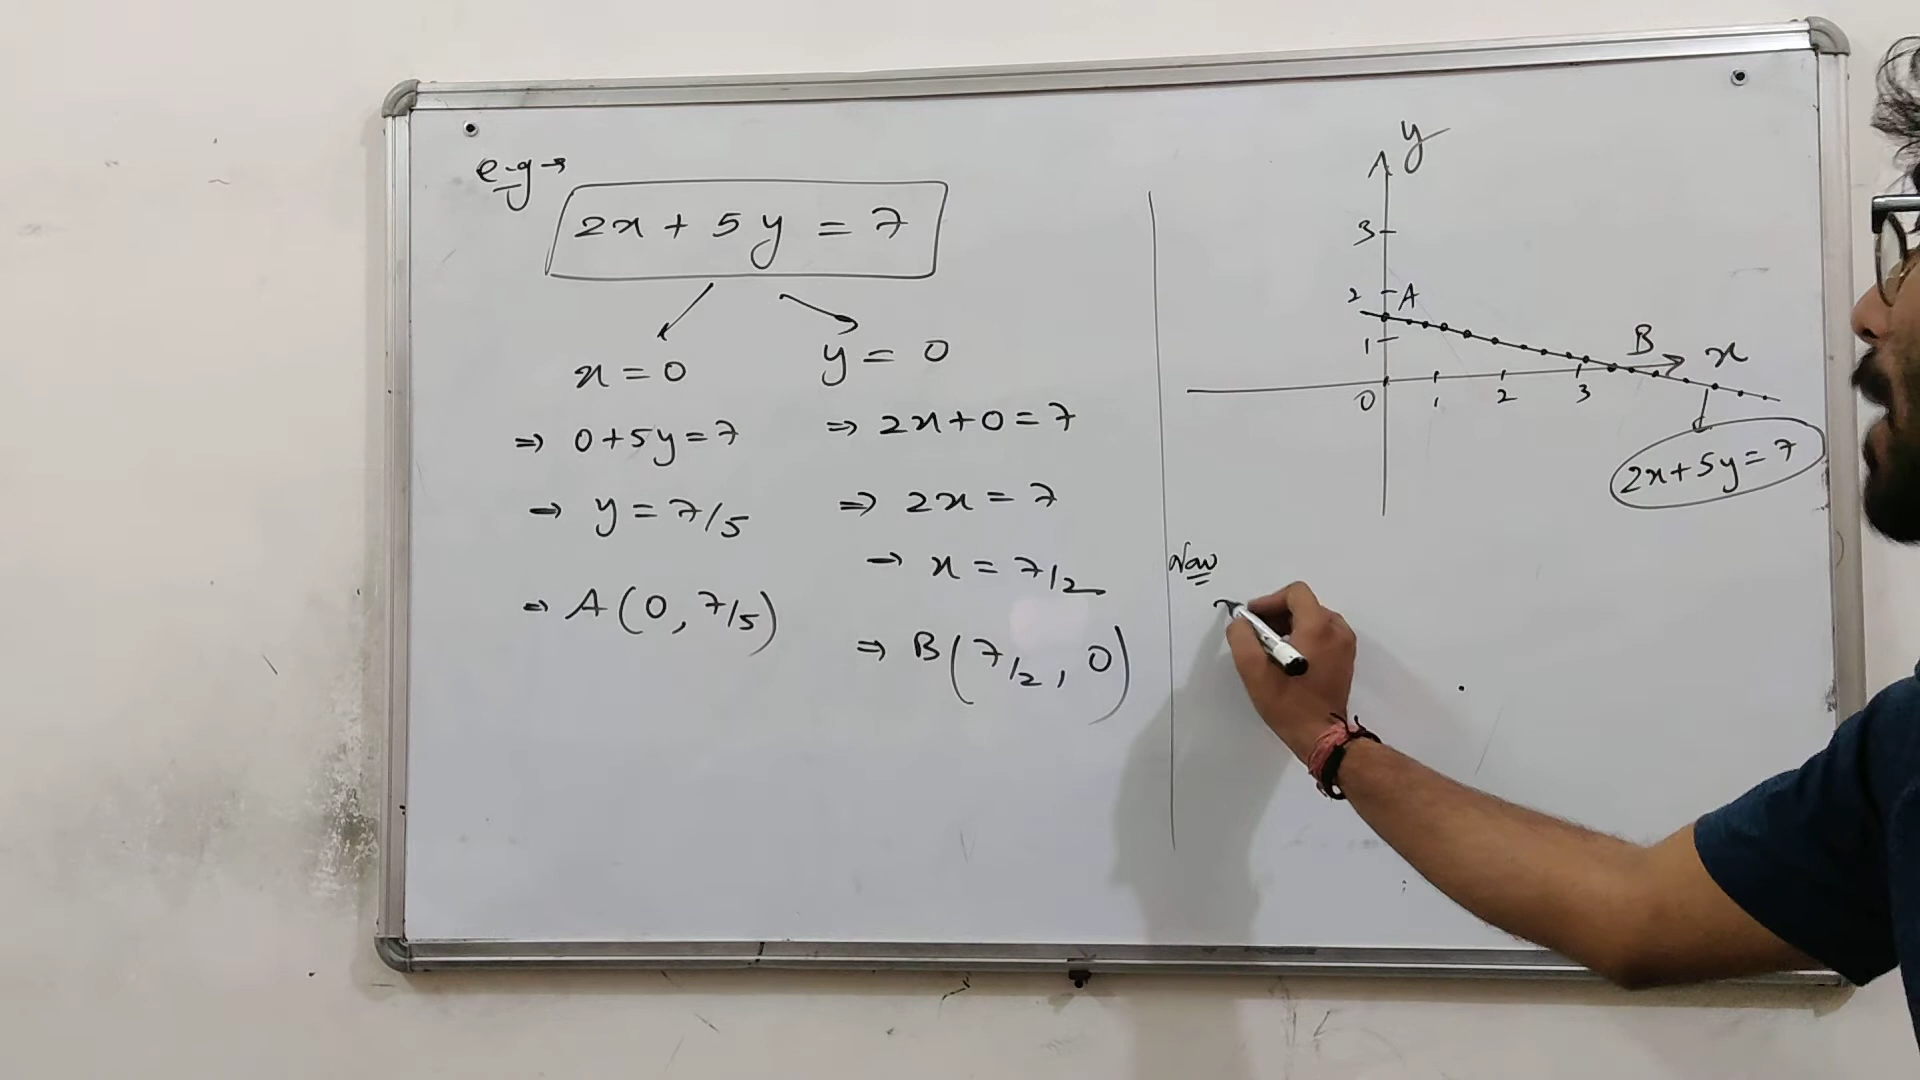 e.g →
2x + 5y = 7
x = 0
⇒ 0 + 5y = 7
→ y = 7/5
⇒ A(0, 7/5)
y = 0
⇒ 2x + 0 = 7
⇒ 2x = 7
→ x = 7/2
⇒ B(7/2, 0)
y
3
2 A
1
B x
0 1 2 3
2x + 5y = 7
Now